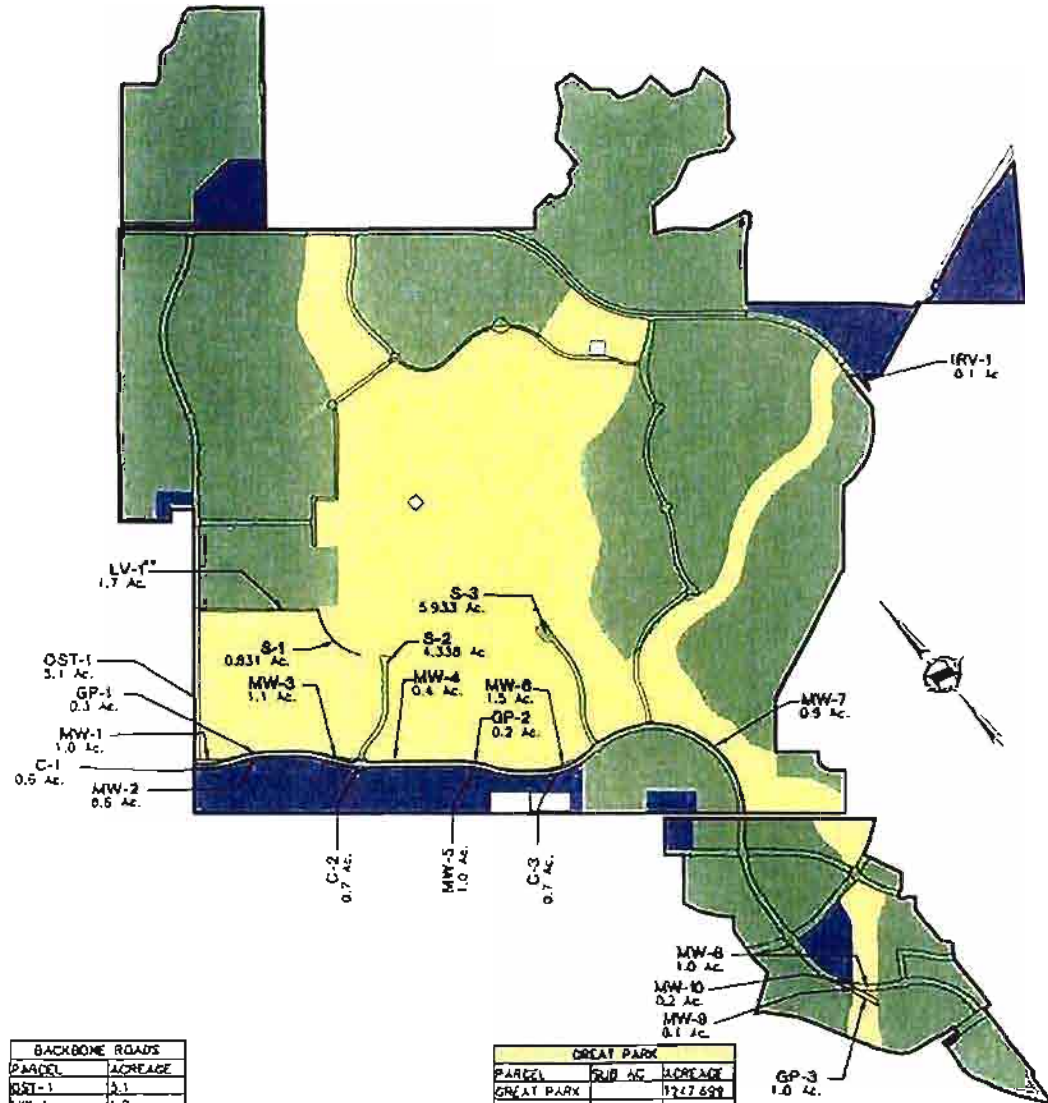 IRV-1
0.1 Ac
LV-1**
1.7 Ac.
S-3
5.933 Ac.
S-1
0.831 Ac.
S-2
4.338 Ac
OST-1
5.1 Ac.
GP-1
0.3 Ac.
MW-3
1.1 Ac.
MW-4
0.4 Ac.
MW-6
1.5 Ac.
GP-2
0.2 Ac.
MW-7
0.9 Ac.
MW-1
1.0 Ac.
C-1
0.6 Ac.
MW-2
C-2
0.7 Ac.
MW-5
1.0 Ac.
C-3
0.7 Ac.
MW-8
1.0 Ac.
MW-10
0.2 Ac.
MW-9
0.1 Ac.
GP-3
1.0 Ac.
BACKBONE ROADS
PARCEL ACREAGE
OST-1
GREAT PARK
PARCEL SUB AC ACREAGE
GREAT PARK